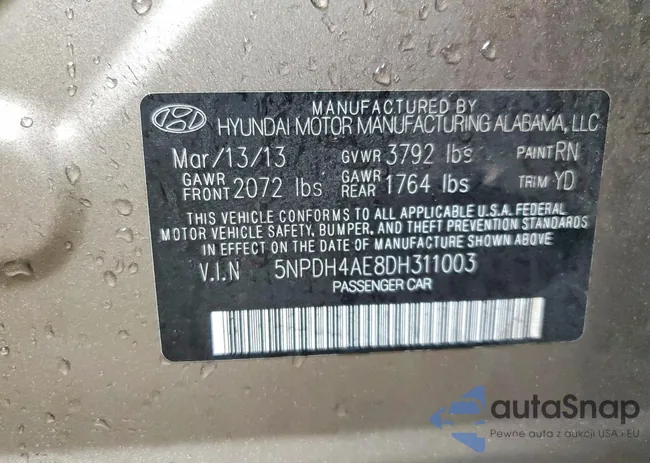 MANUFACTURED BY
HYUNDAI MOTOR MANUFACTURING ALABAMA, LLC
Mar/13/13 GVWR 3792 lbs PAINT RN
GAWR FRONT 2072 lbs GAWR REAR 1764 lbs TRIM YD
THIS VEHICLE CONFORMS TO ALL APPLICABLE U.S.A. FEDERAL
MOTOR VEHICLE SAFETY, BUMPER, AND THEFT PREVENTION STANDARDS
IN EFFECT ON THE DATE OF MANUFACTURE SHOWN ABOVE
V.I.N 5NPDH4AE8DH311003
PASSENGER CAR
autaSnap
Pewne auta z aukcji USA i EU